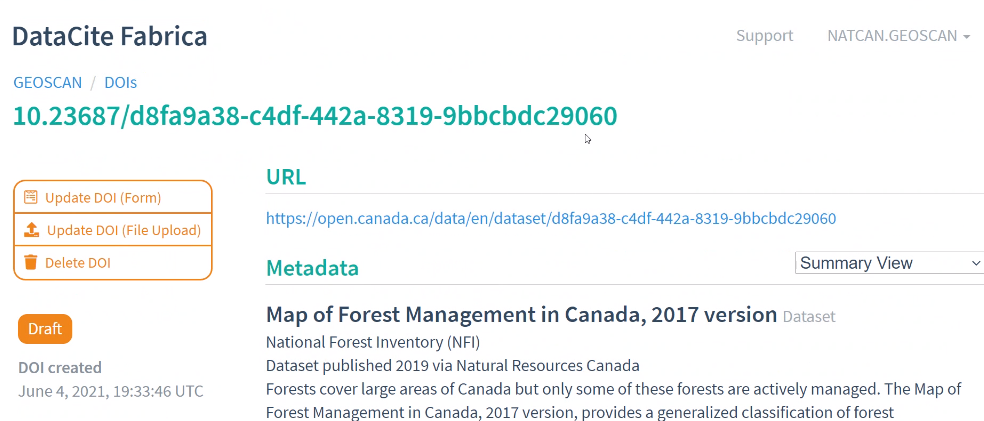 DataCite Fabrica
Support NATCAN.GEOSCAN
GEOSCAN / DOIs
10.23687/d8fa9a38-c4df-442a-8319-9bbcbdc29060
Update DOI (Form)
Update DOI (File Upload)
Delete DOI
Draft
DOI created
June 4, 2021, 19:33:46 UTC
URL
https://open.canada.ca/data/en/dataset/d8fa9a38-c4df-442a-8319-9bbcbdc29060
Metadata
Summary View
Map of Forest Management in Canada, 2017 version Dataset
National Forest Inventory (NFI)
Dataset published 2019 via Natural Resources Canada
Forests cover large areas of Canada but only some of these forests are actively managed. The Map of
Forest Management in Canada, 2017 version, provides a generalized classification of forest